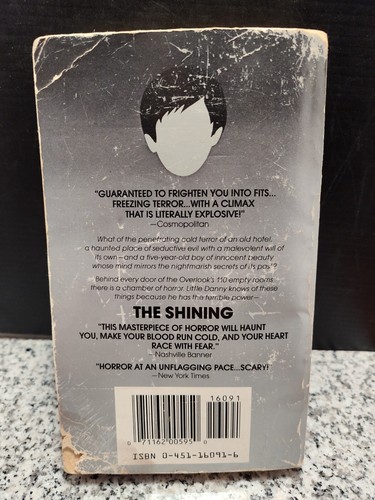 "GUARANTEED TO FRIGHTEN YOU INTO FITS...
FREEZING TERROR...WITH A CLIMAX
THAT IS LITERALLY EXPLOSIVE!"
—Cosmopolitan
What of the penetrating cold terror of an old hotel,
a haunted place of seductive evil with a malevolent will of
its own—and a five-year-old boy of innocent beauty
whose mind mirrors the nightmarish secrets of its past?
Behind every door of the Overlook's 110 empty rooms
there is a chamber of horror. Little Danny knows of these
things because he has the terrible power—
THE SHINING
"THIS MASTERPIECE OF HORROR WILL HAUNT
YOU, MAKE YOUR BLOOD RUN COLD, AND YOUR HEART
RACE WITH FEAR."
—Nashville Banner
"HORROR AT AN UNFLAGGING PACE...SCARY!"
—New York Times
16091
0 71162 00595 0
ISBN 0-451-16091-6